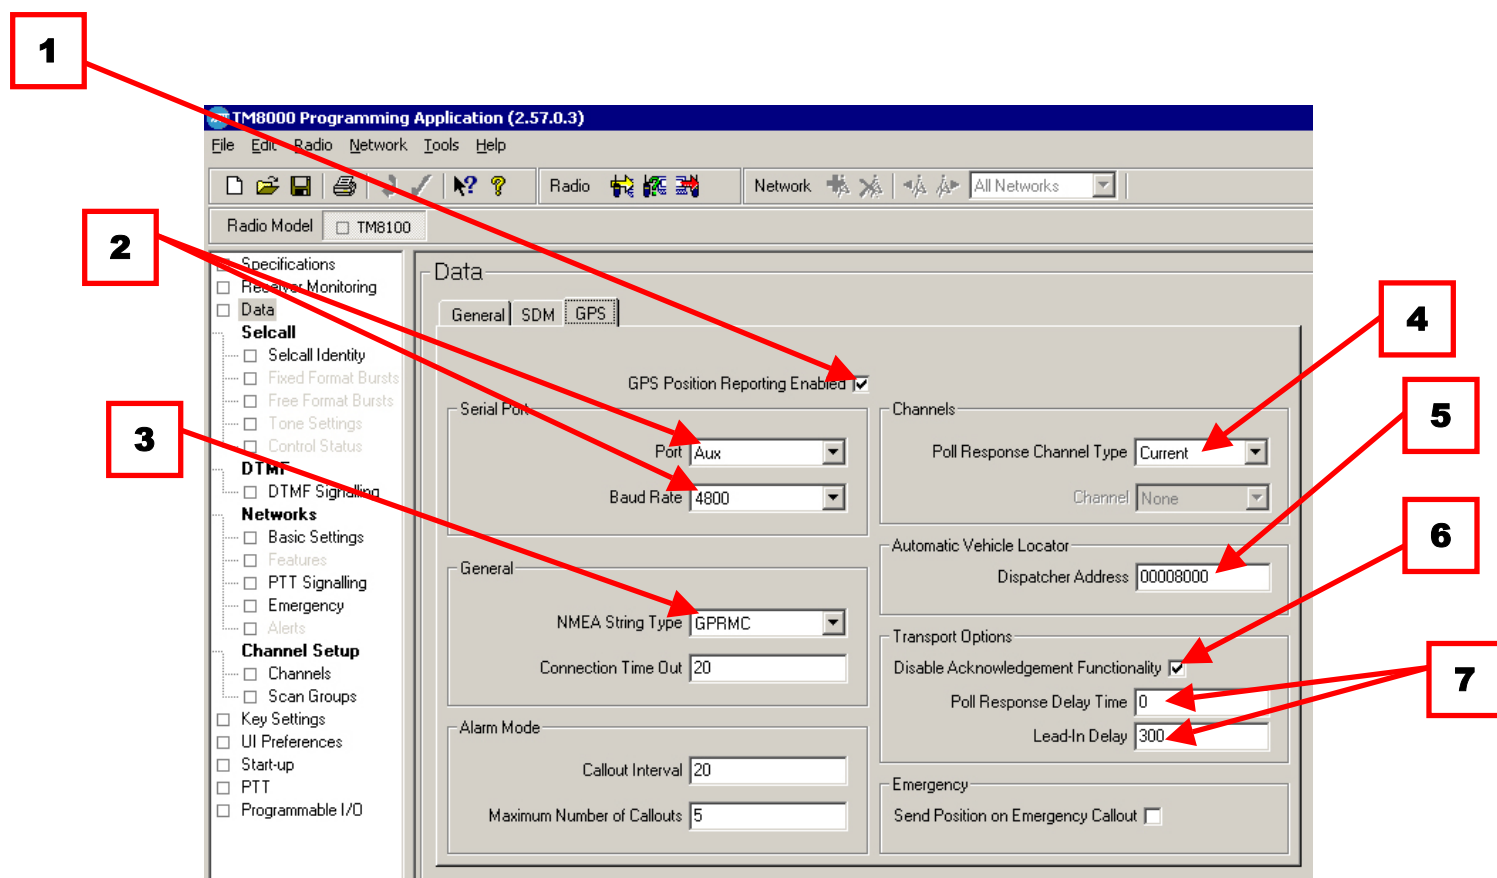 1
TM8000 Programming Application (2.57.0.3)
File Edit Radio Network Tools Help
Radio Network All Networks
Radio Model TM8100
2
Specifications
Receiver Monitoring
Data
Selcall
Selcall Identity
Fixed Format Bursts
Free Format Bursts
Tone Settings
Control Status
DTMF
DTMF Signalling
Networks
Basic Settings
Features
PTT Signalling
Emergency
Alerts
Channel Setup
Channels
Scan Groups
Key Settings
UI Preferences
Start-up
PTT
Programmable I/O
3
Data
General SDM GPS
GPS Position Reporting Enabled
Serial Port
Port Aux
Baud Rate 4800
General
NMEA String Type GPRMC
Connection Time Out 20
Alarm Mode
Callout Interval 20
Maximum Number of Callouts 5
Channels
Poll Response Channel Type Current
Channel None
Automatic Vehicle Locator
Dispatcher Address 00008000
Transport Options
Disable Acknowledgement Functionality
Poll Response Delay Time 0
Lead-In Delay 300
Emergency
Send Position on Emergency Callout
4
5
6
7